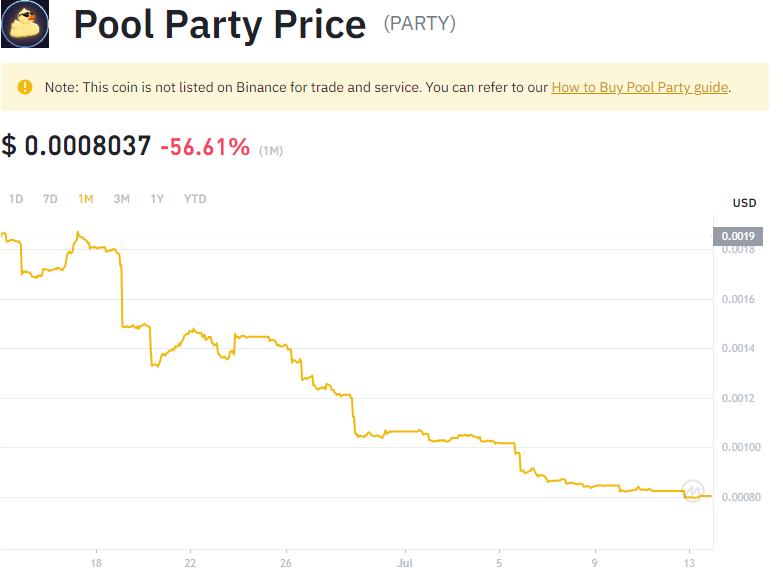 Pool Party Price (PARTY)
Note: This coin is not listed on Binance for trade and service. You can refer to our How to Buy Pool Party guide.
$ 0.0008037 -56.61% (1M)
1D 7D 1M 3M 1Y YTD
USD
0.0019
0.0018
0.0016
0.0014
0.0012
0.00100
0.00080
18 22 26 Jul 5 9 13